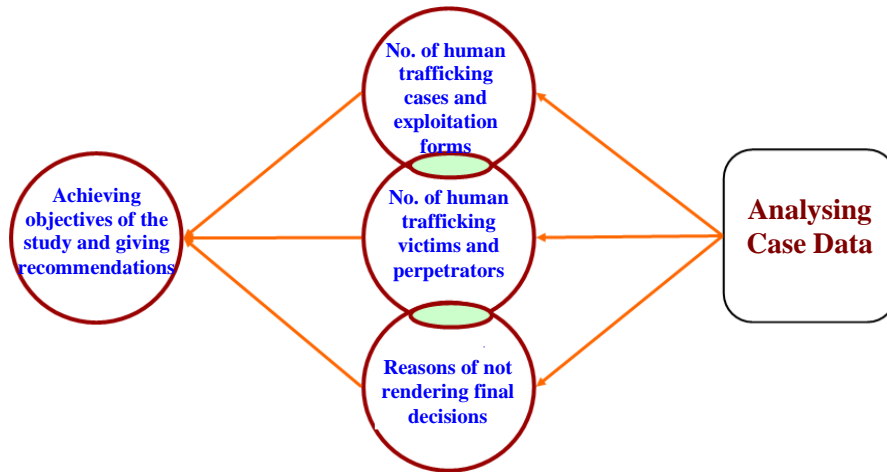 No. of human
trafficking
cases and
exploitation
forms
Achieving
objectives of the
study and giving
recommendations
No. of human
trafficking
victims and
perpetrators
Analysing
Case Data
Reasons of not
rendering final
decisions